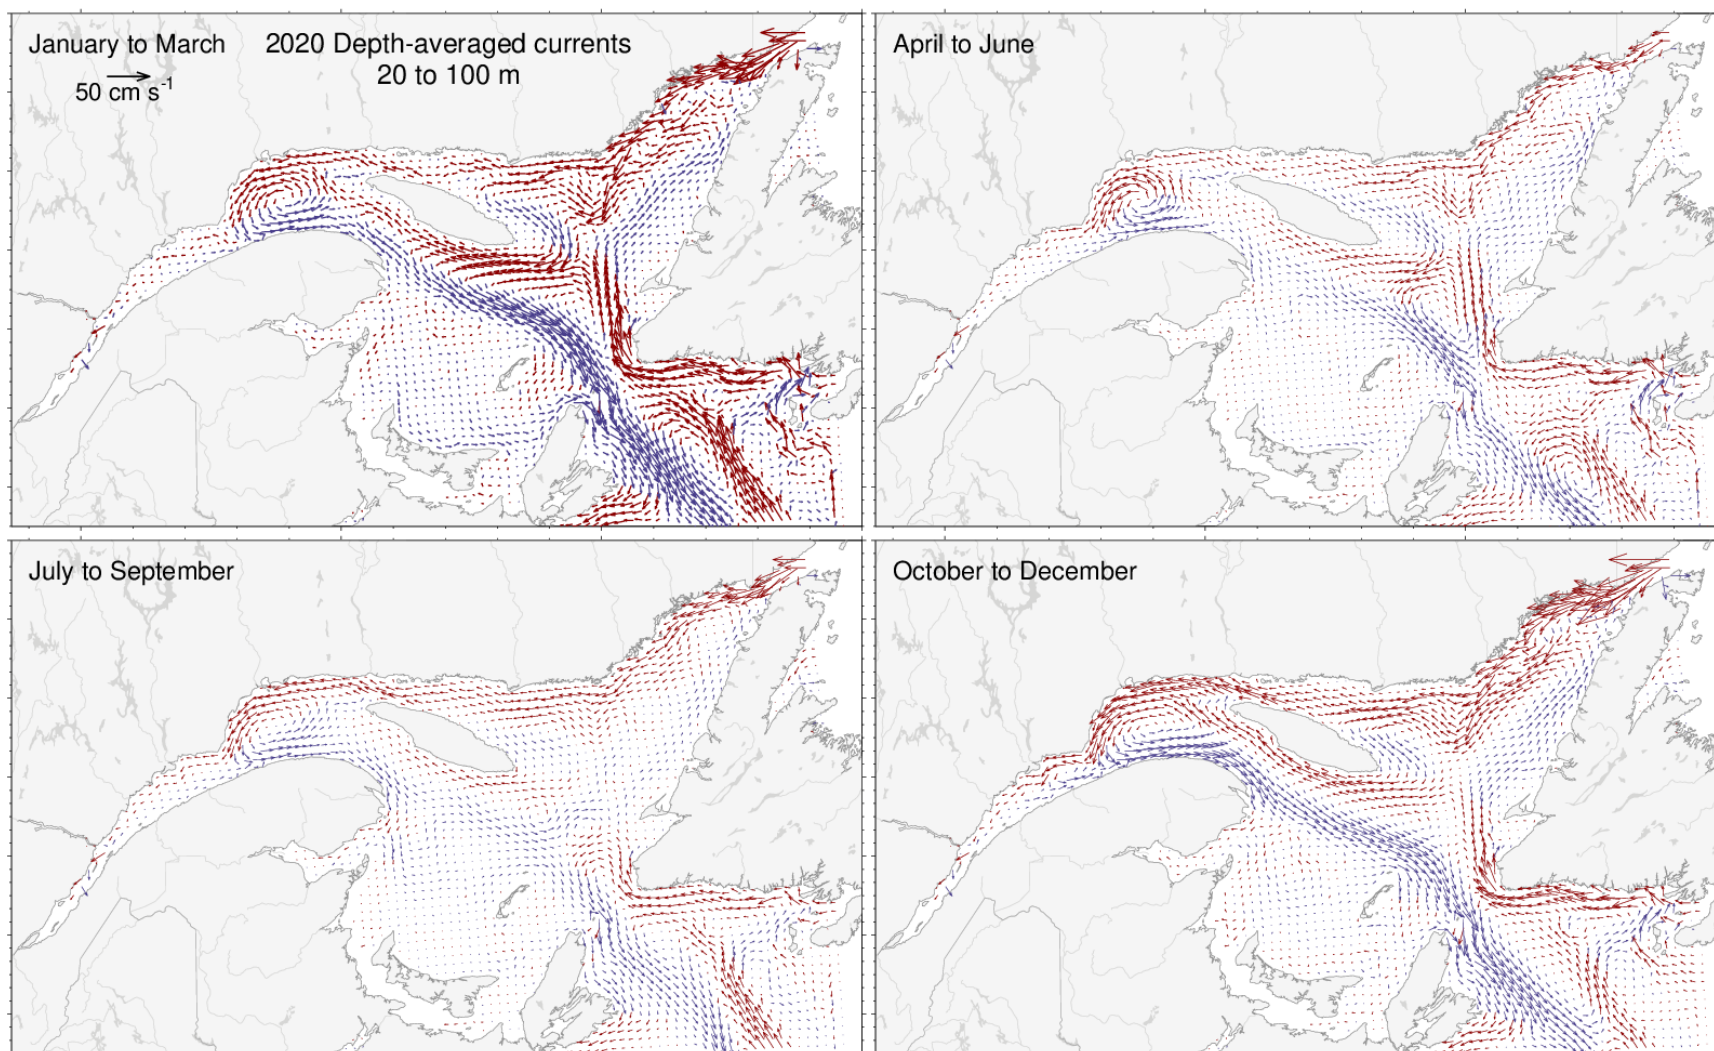 January to March
2020 Depth-averaged currents
20 to 100 m
50 cm s⁻¹
April to June
July to September
October to December